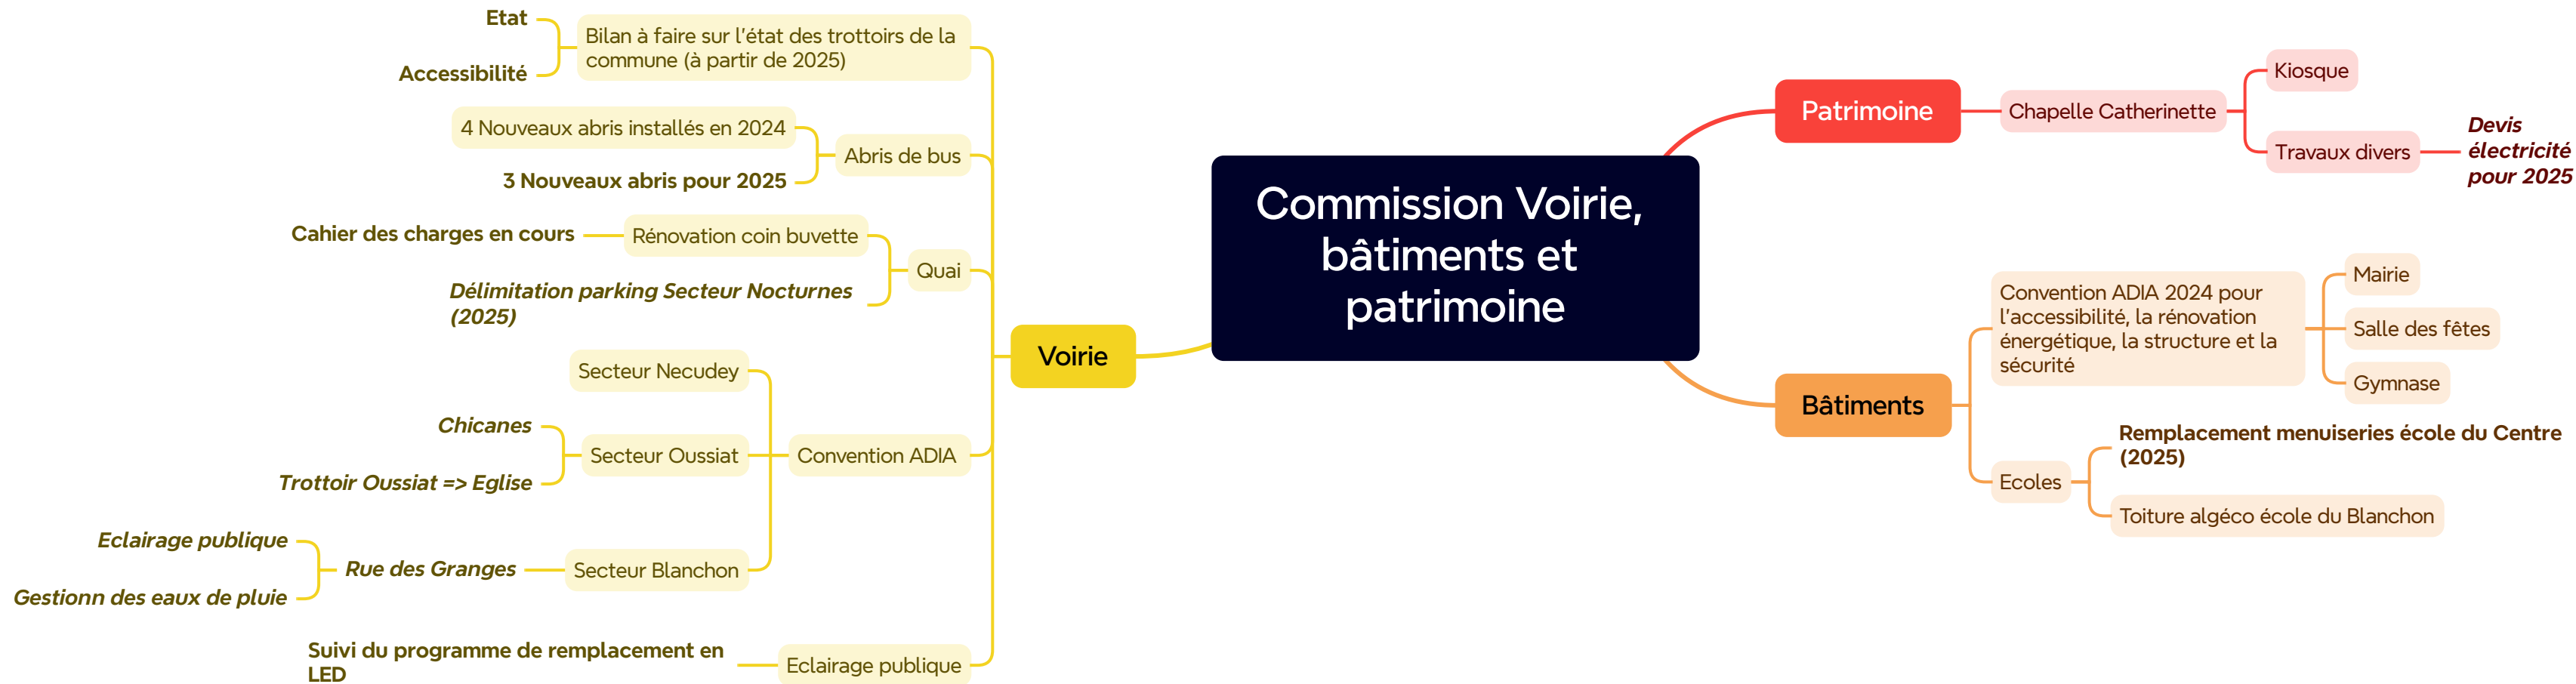 Commission Voirie,
bâtiments et
patrimoine
Patrimoine
Chapelle Catherinette
Kiosque
Travaux divers
Devis
électricité
pour 2025
Bâtiments
Convention ADIA 2024 pour
l'accessibilité, la rénovation
énergétique, la structure et la
sécurité
Mairie
Salle des fêtes
Gymnase
Ecoles
Remplacement menuiseries école du Centre
(2025)
Toiture algéco école du Blanchon
Voirie
Bilan à faire sur l'état des trottoirs de la
commune (à partir de 2025)
Etat
Accessibilité
Abris de bus
4 Nouveaux abris installés en 2024
3 Nouveaux abris pour 2025
Quai
Rénovation coin buvette
Cahier des charges en cours
Délimitation parking Secteur Nocturnes
(2025)
Convention ADIA
Secteur Necudey
Secteur Oussiat
Chicanes
Trottoir Oussiat => Eglise
Secteur Blanchon
Rue des Granges
Eclairage publique
Gestionn des eaux de pluie
Eclairage publique
Suivi du programme de remplacement en
LED